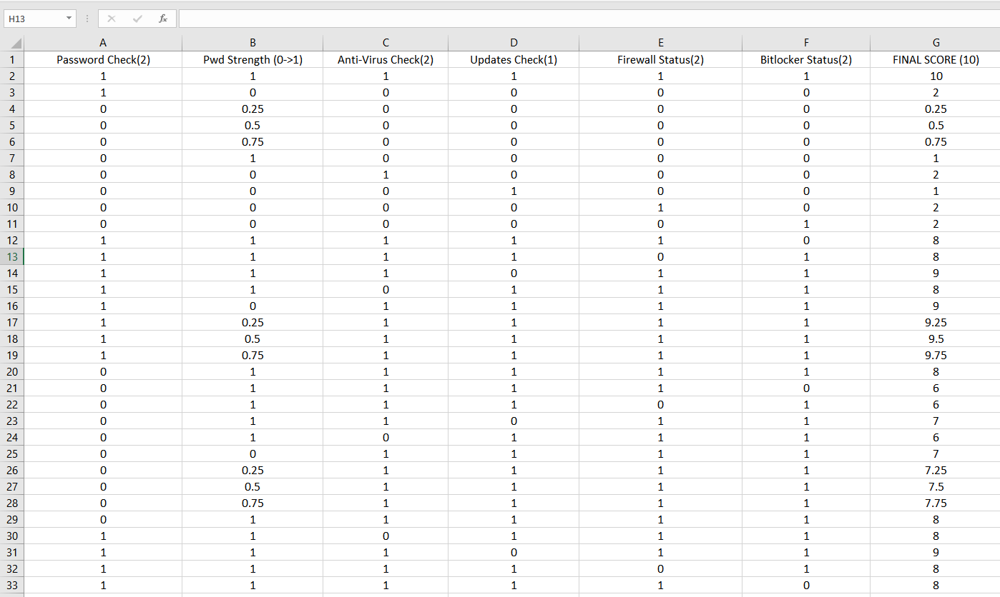 H13 fx
A B C D E F G
1 Password Check(2) Pwd Strength (0->1) Anti-Virus Check(2) Updates Check(1) Firewall Status(2) Bitlocker Status(2) FINAL SCORE (10)
2 1 1 1 1 1 1 10
3 1 0 0 0 0 0 2
4 0 0.25 0 0 0 0 0.25
5 0 0.5 0 0 0 0 0.5
6 0 0.75 0 0 0 0 0.75
7 0 1 0 0 0 0 1
8 0 0 1 0 0 0 2
9 0 0 0 1 0 0 1
10 0 0 0 0 1 0 2
11 0 0 0 0 0 1 2
12 1 1 1 1 1 0 8
13 1 1 1 1 0 1 8
14 1 1 1 0 1 1 9
15 1 1 0 1 1 1 8
16 1 0 1 1 1 1 9
17 1 0.25 1 1 1 1 9.25
18 1 0.5 1 1 1 1 9.5
19 1 0.75 1 1 1 1 9.75
20 0 1 1 1 1 1 8
21 0 1 1 1 1 0 6
22 0 1 1 1 0 1 6
23 0 1 1 0 1 1 7
24 0 1 0 1 1 1 6
25 0 0 1 1 1 1 7
26 0 0.25 1 1 1 1 7.25
27 0 0.5 1 1 1 1 7.5
28 0 0.75 1 1 1 1 7.75
29 0 1 1 1 1 1 8
30 1 1 0 1 1 1 8
31 1 1 1 0 1 1 9
32 1 1 1 1 0 1 8
33 1 1 1 1 1 0 8